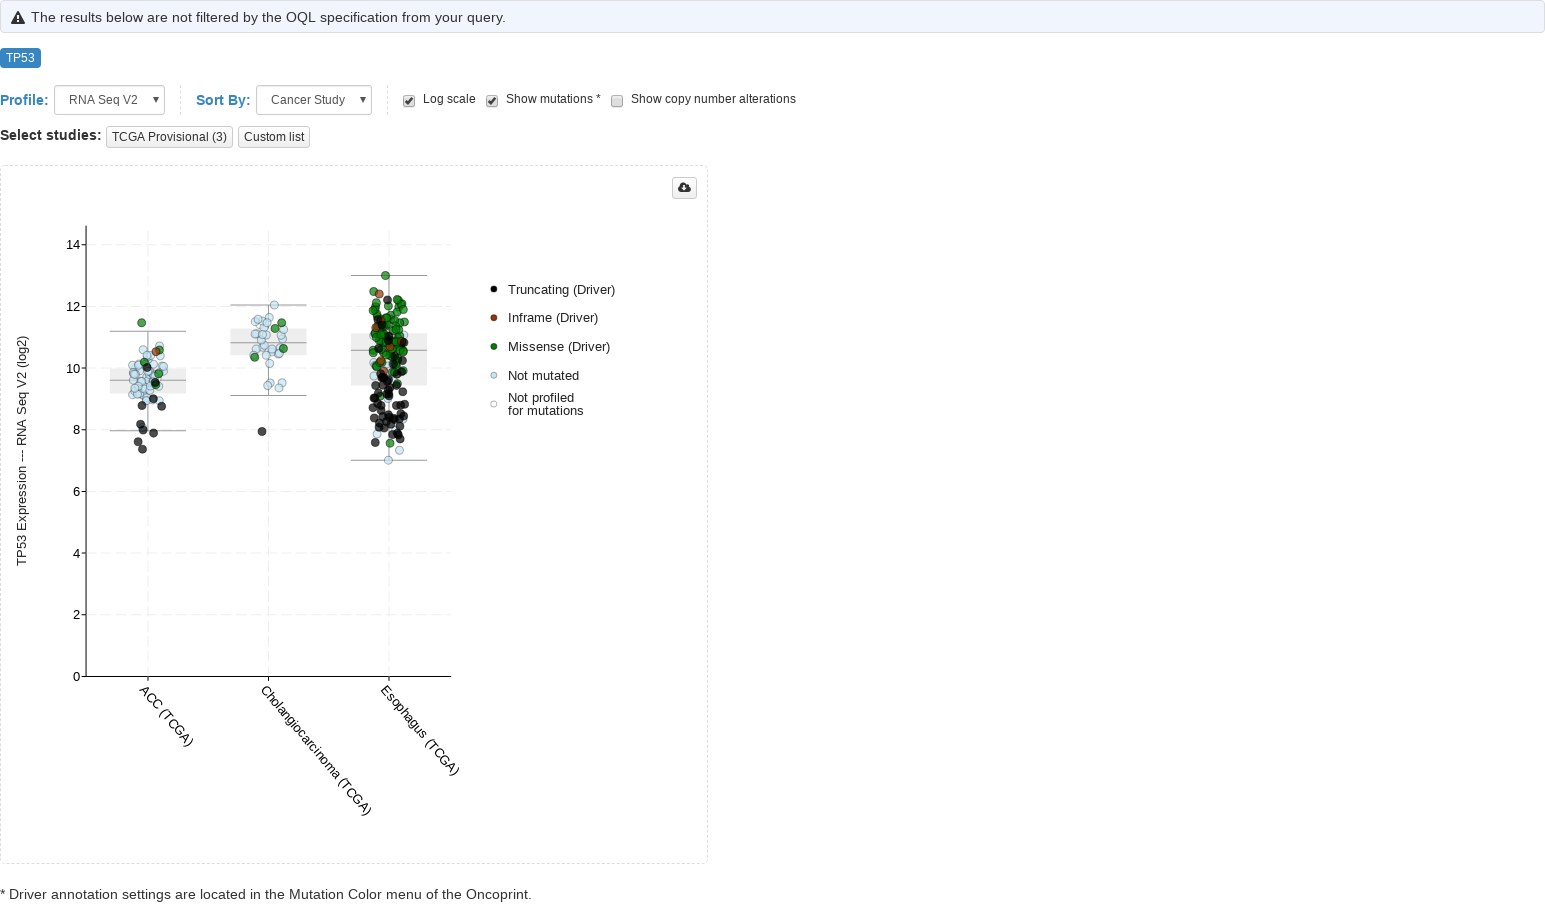 The results below are not filtered by the OQL specification from your query.
TP53
Profile: RNA Seq V2 Sort By: Cancer Study Log scale Show mutations * Show copy number alterations
Select studies: TCGA Provisional (3) Custom list
14
12
10
8
6
4
2
0
TP53 Expression --- RNA Seq V2 (log2)
ACC (TCGA)
Cholangiocarcinoma (TCGA)
Esophagus (TCGA)
Truncating (Driver)
Inframe (Driver)
Missense (Driver)
Not mutated
Not profiled
for mutations
* Driver annotation settings are located in the Mutation Color menu of the Oncoprint.